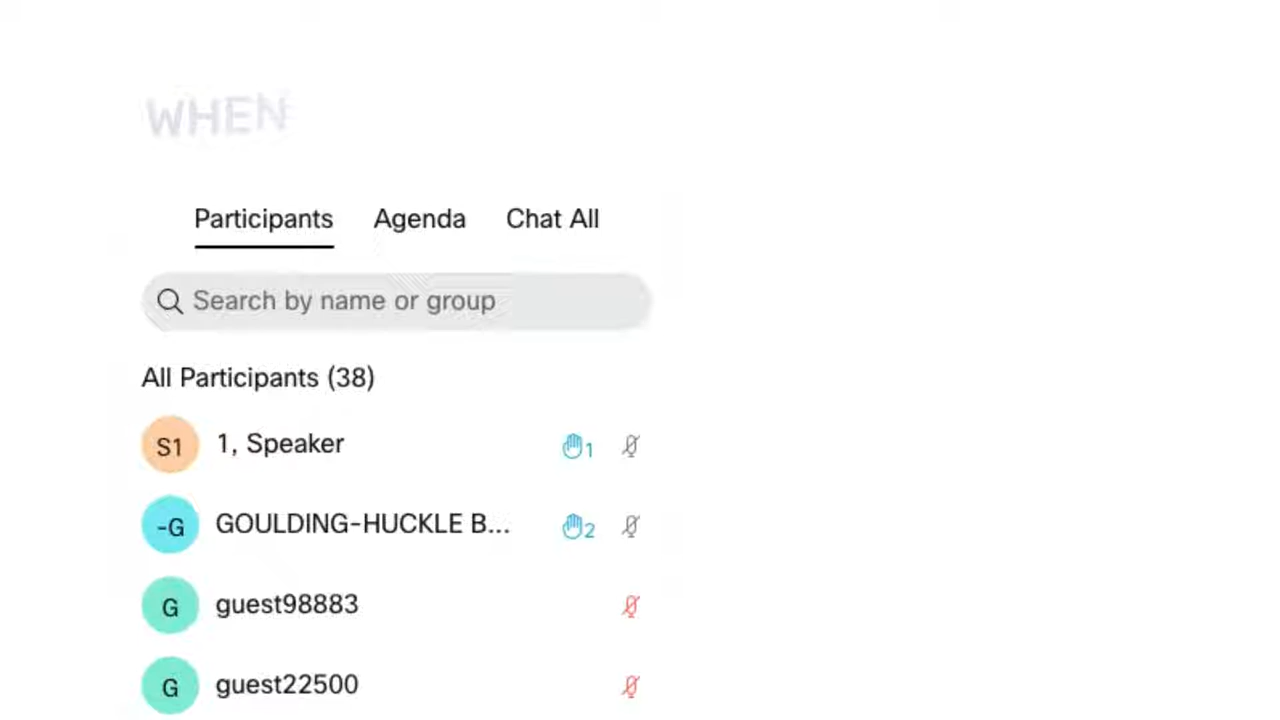 WHEN
Participants Agenda Chat All
Search by name or group
All Participants (38)
S1 1, Speaker 1
-G GOULDING-HUCKLE B... 2
G guest98883
G guest22500